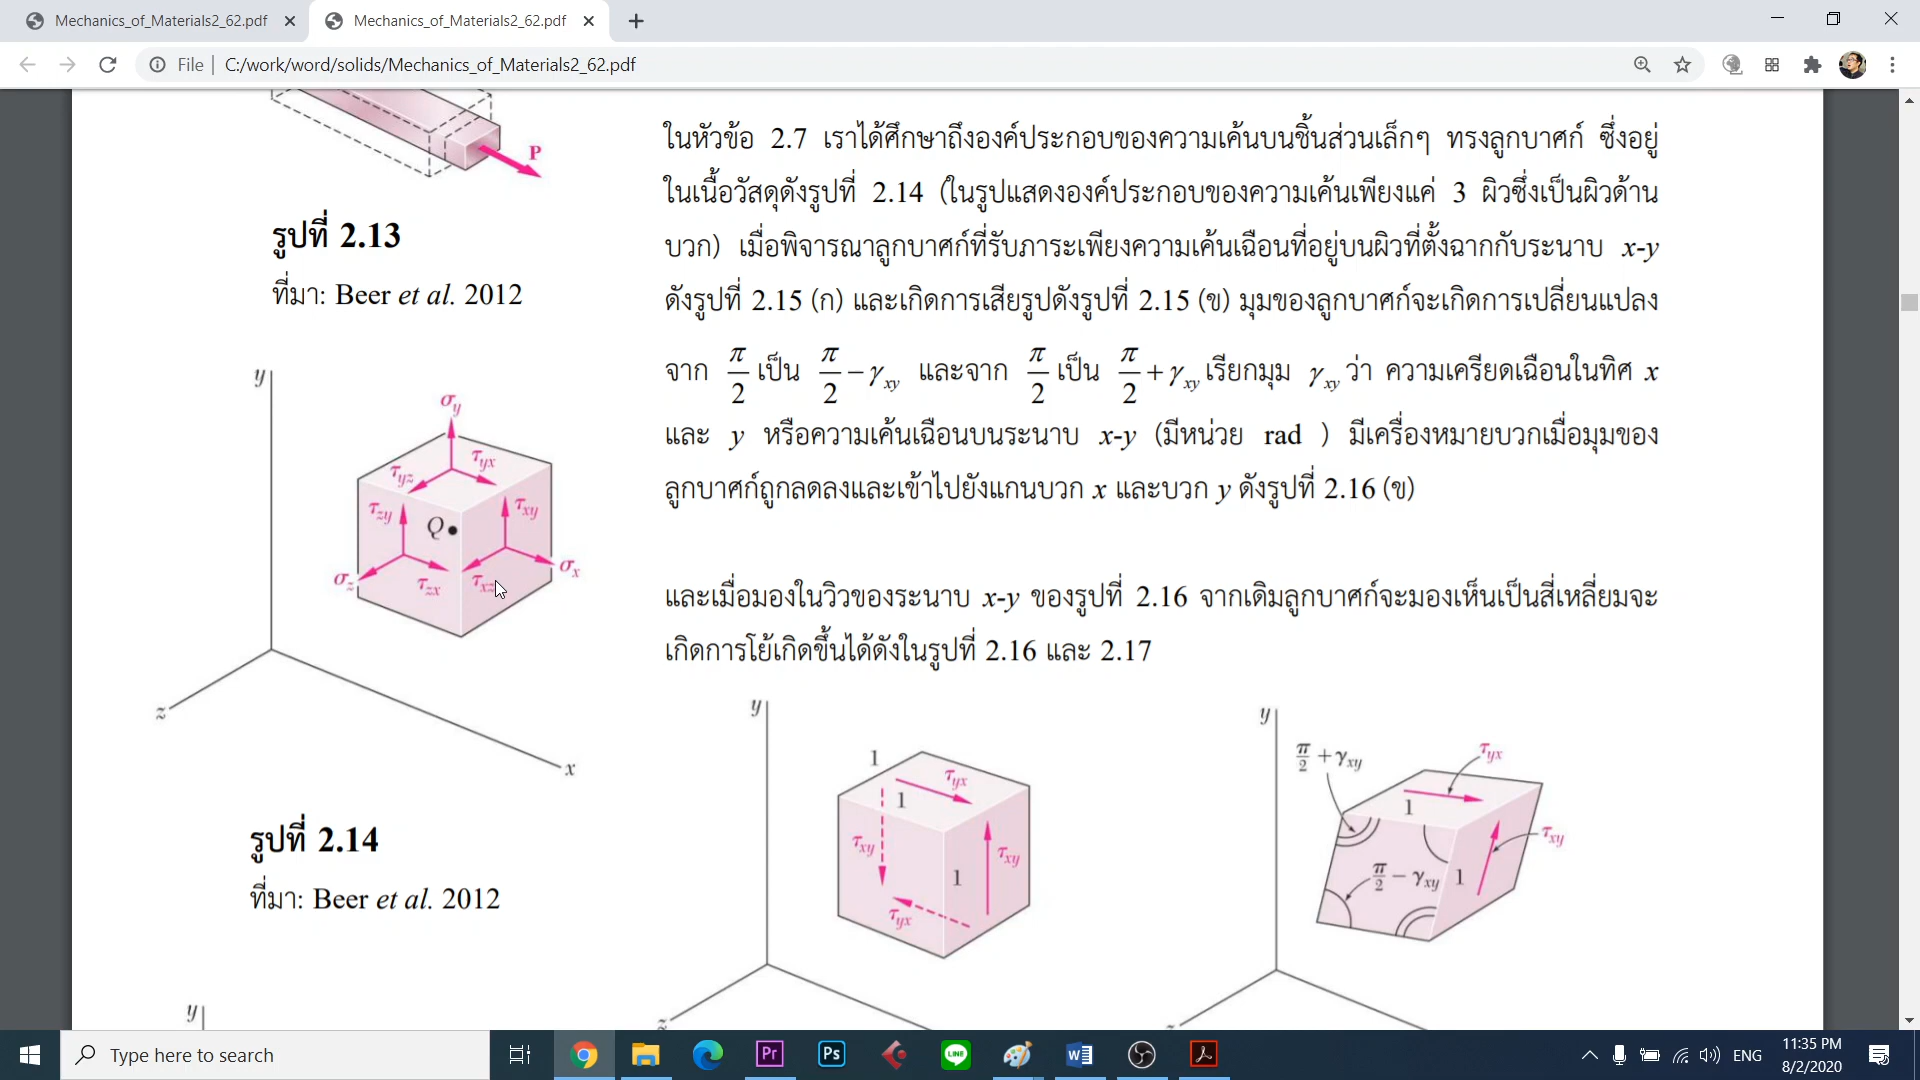 Mechanics_of_Materials2_62.pdf
Mechanics_of_Materials2_62.pdf
File
C:/work/word/solids/Mechanics_of_Materials2_62.pdf
P
รูปที่ 2.13
ที่มา: Beer et al. 2012
ในหัวข้อ 2.7 เราได้ศึกษาถึงองค์ประกอบของความเค้นบนชิ้นส่วนเล็กๆ ทรงลูกบาศก์ ซึ่งอยู่
ในเนื้อวัสดุดังรูปที่ 2.14 (ในรูปแสดงองค์ประกอบของความเค้นเพียงแค่ 3 ผิวซึ่งเป็นผิวด้าน
บวก) เมื่อพิจารณาลูกบาศก์ที่รับภาระเพียงความเค้นเฉือนที่อยู่บนผิวที่ตั้งฉากกับระนาบ x-y
ดังรูปที่ 2.15 (ก) และเกิดการเสียรูปดังรูปที่ 2.15 (ข) มุมของลูกบาศก์จะเกิดการเปลี่ยนแปลง
จาก π/2 เป็น π/2 − γxy และจาก π/2 เป็น π/2 + γxy เรียกมุม γxy ว่า ความเครียดเฉือนในทิศ x
และ y หรือความเค้นเฉือนบนระนาบ x-y (มีหน่วย rad ) มีเครื่องหมายบวกเมื่อมุมของ
ลูกบาศก์ถูกลดลงและเข้าไปยังแกนบวก x และบวก y ดังรูปที่ 2.16 (ข)
และเมื่อมองในวิวของระนาบ x-y ของรูปที่ 2.16 จากเดิมลูกบาศก์จะมองเห็นเป็นสี่เหลี่ยมจะ
เกิดการโย้เกิดขึ้นได้ดังในรูปที่ 2.16 และ 2.17
y
σy
τyx
τyz
τzy
τxy
Q
σz
τzx
τxz
σx
z
x
รูปที่ 2.14
ที่มา: Beer et al. 2012
y
y
1
τyx
1
τxy
τxy
1
τyx
z
y
π/2 + γxy
τyx
1
τxy
π/2 − γxy
1
z
Type here to search
ENG
11:35 PM
8/2/2020